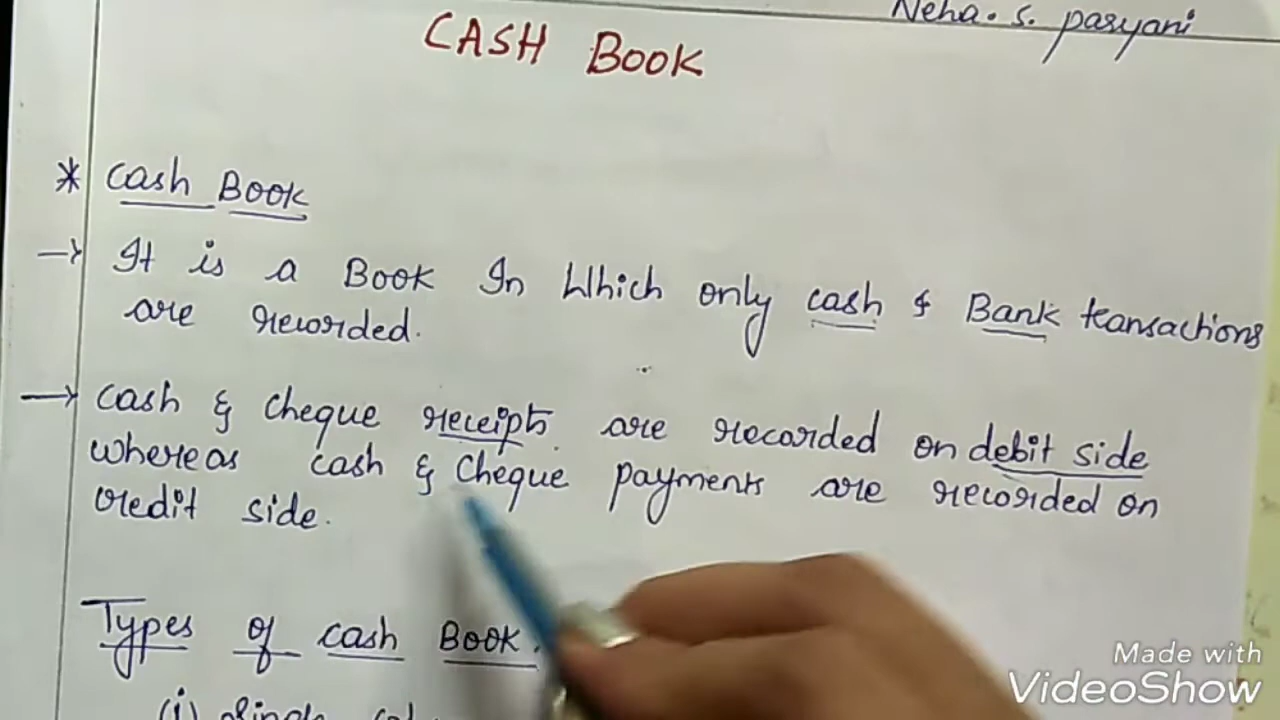 Neha. S. Paryani
CASH BOOK
* Cash Book
→ It is a Book In Which only cash & Bank transactions
are recorded.
→ Cash & Cheque receipts are recorded on debit side
whereas cash & Cheque payments are recorded on
credit side.
Types of cash Book.
(i) Single
Made with
VideoShow